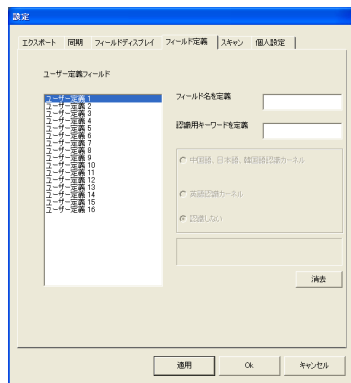 設定
エクスポート 同期 フィールドディスプレイ フィールド定義 スキャン 個人設定
ユーザー定義フィールド
フィールド名を定義
認識用キーワードを定義
ユーザー定義 1
ユーザー定義 2
ユーザー定義 3
ユーザー定義 4
ユーザー定義 5
ユーザー定義 6
ユーザー定義 7
ユーザー定義 8
ユーザー定義 9
ユーザー定義 10
ユーザー定義 11
ユーザー定義 12
ユーザー定義 13
ユーザー定義 14
ユーザー定義 15
ユーザー定義 16
中国語、日本語、韓国語認識カーネル
英語認識カーネル
認識しない
消去
適用 Ok キャンセル